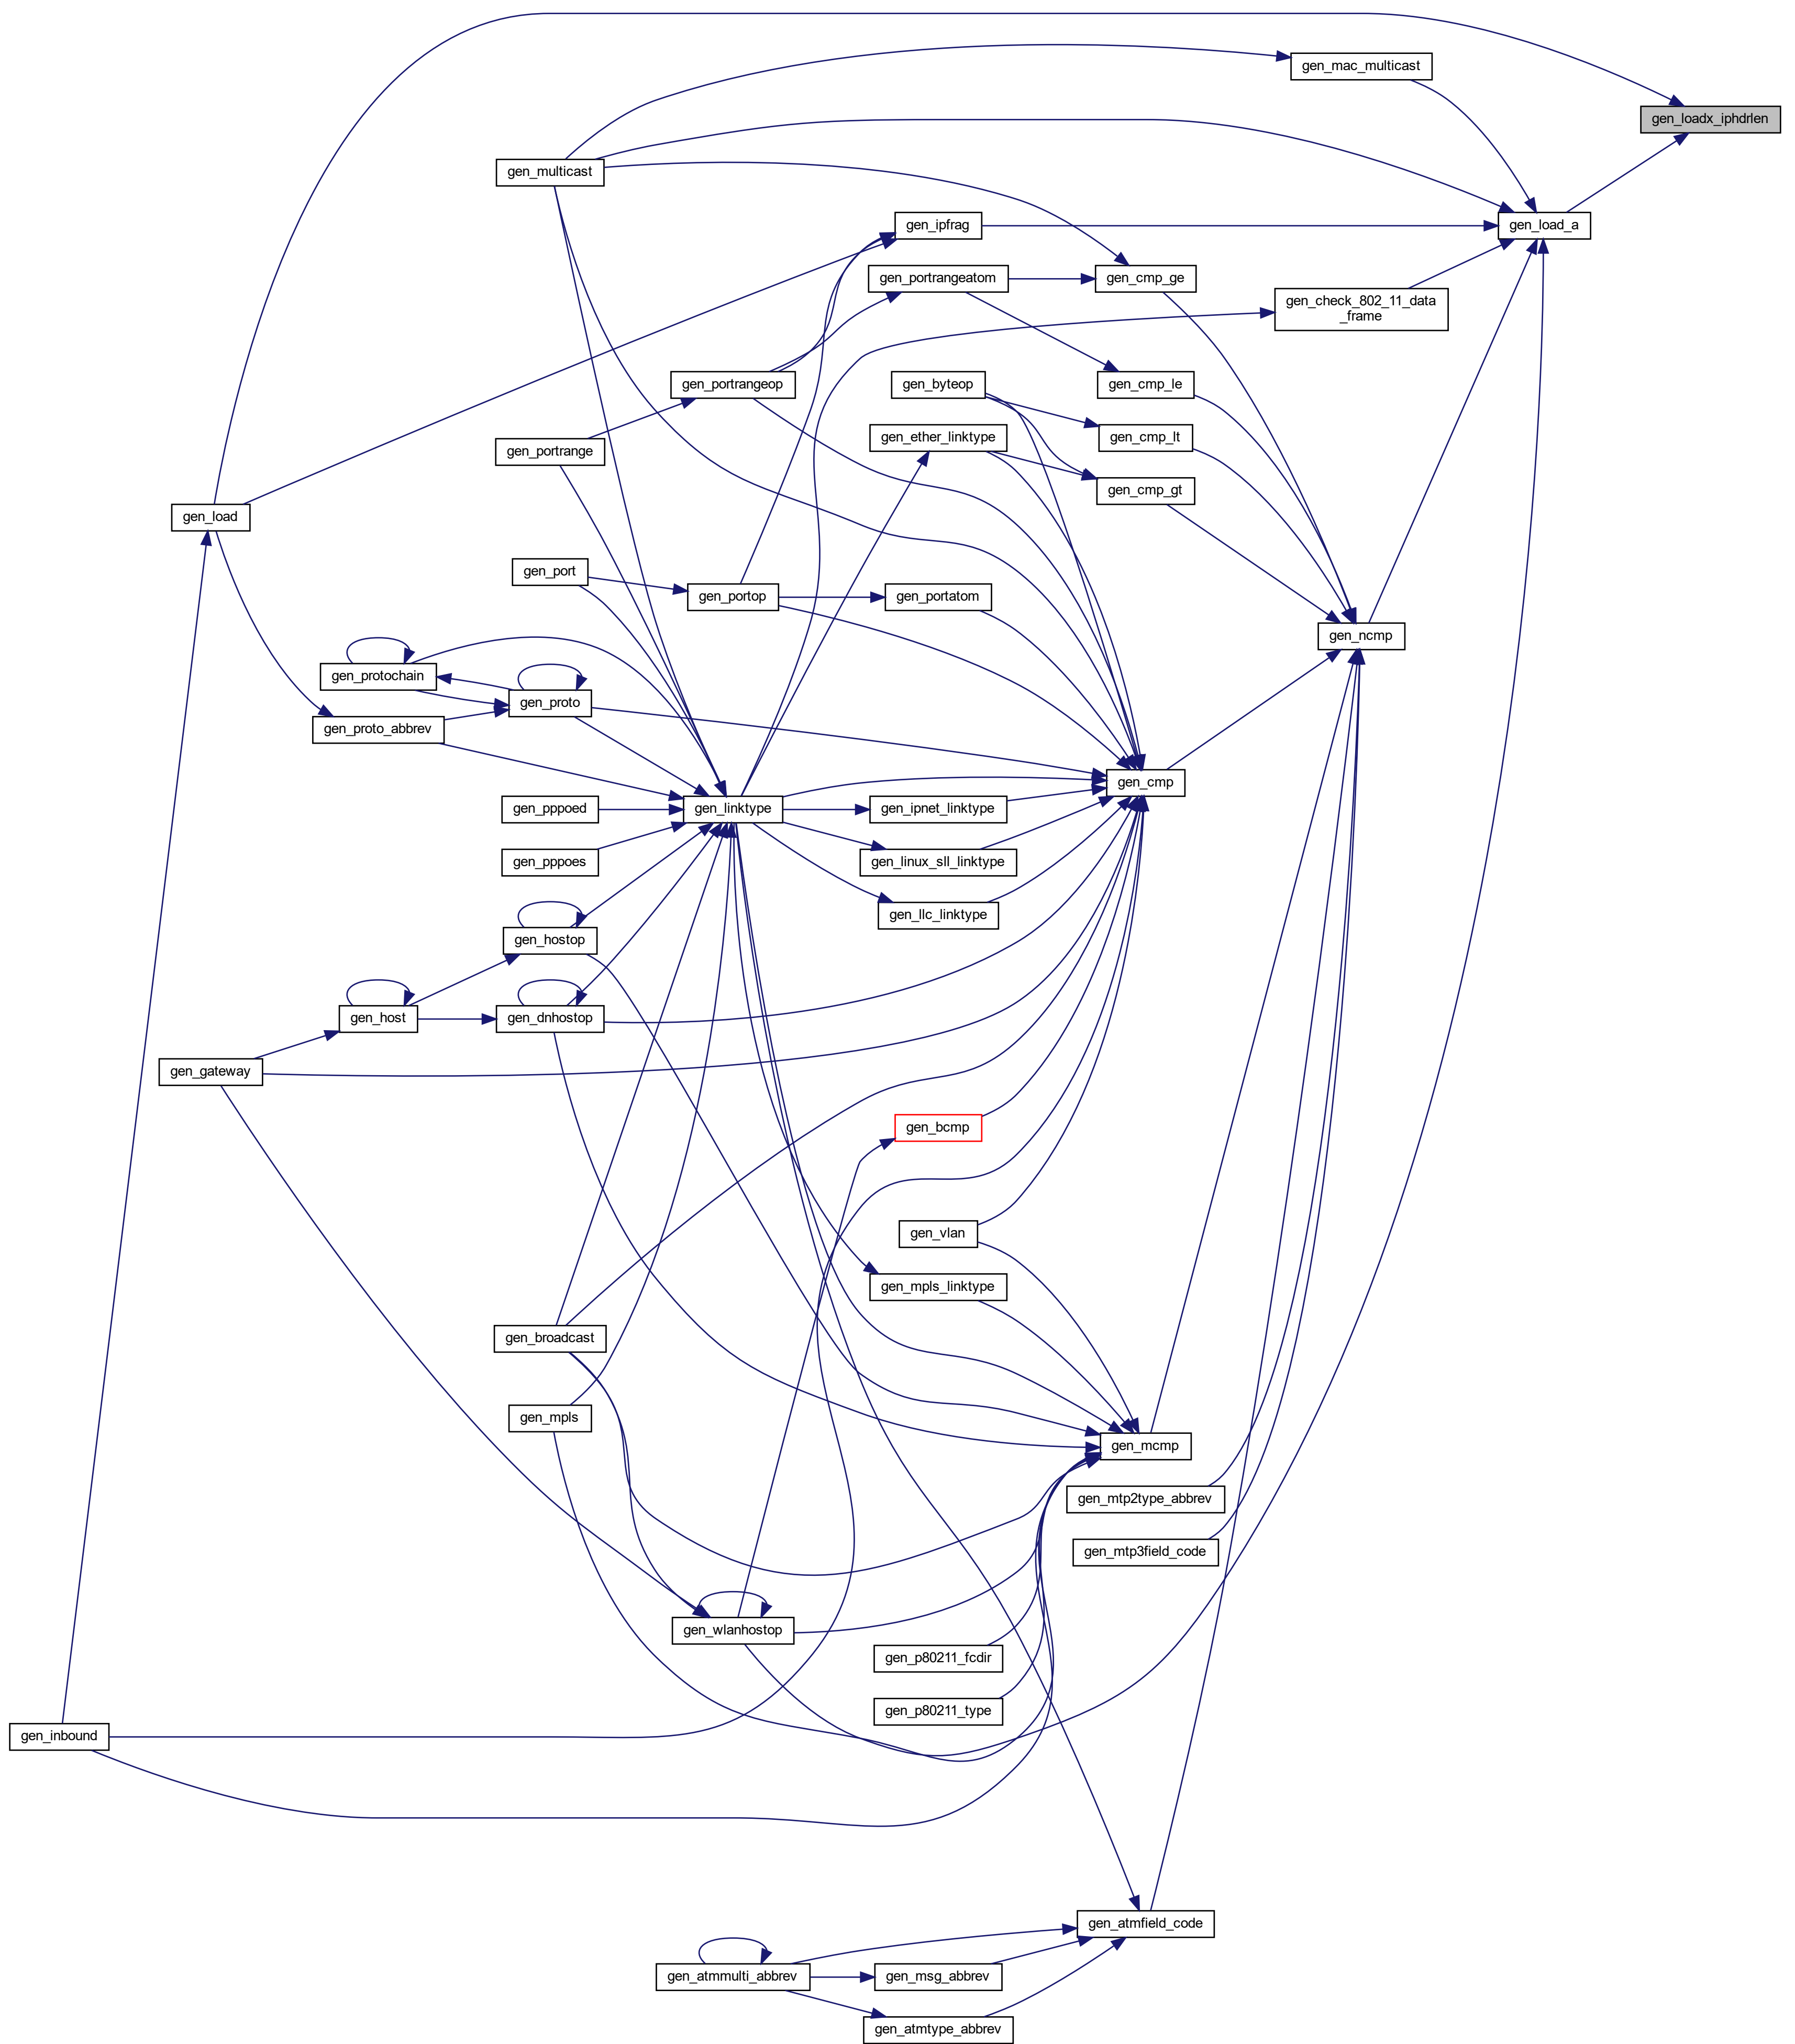 gen_mac_multicast
gen_loadx_iphdrlen
gen_multicast
gen_ipfrag
gen_load_a
gen_portrangeatom
gen_cmp_ge
gen_check_802_11_data
_frame
gen_portrangeop
gen_byteop
gen_cmp_le
gen_ether_linktype
gen_cmp_lt
gen_portrange
gen_cmp_gt
gen_load
gen_port
gen_portop
gen_portatom
gen_ncmp
gen_protochain
gen_proto
gen_proto_abbrev
gen_cmp
gen_pppoed
gen_linktype
gen_ipnet_linktype
gen_pppoes
gen_linux_sll_linktype
gen_llc_linktype
gen_hostop
gen_host
gen_dnhostop
gen_gateway
gen_bcmp
gen_vlan
gen_mpls_linktype
gen_broadcast
gen_mpls
gen_mcmp
gen_mtp2type_abbrev
gen_mtp3field_code
gen_wlanhostop
gen_p80211_fcdir
gen_p80211_type
gen_inbound
gen_atmfield_code
gen_atmmulti_abbrev
gen_msg_abbrev
gen_atmtype_abbrev